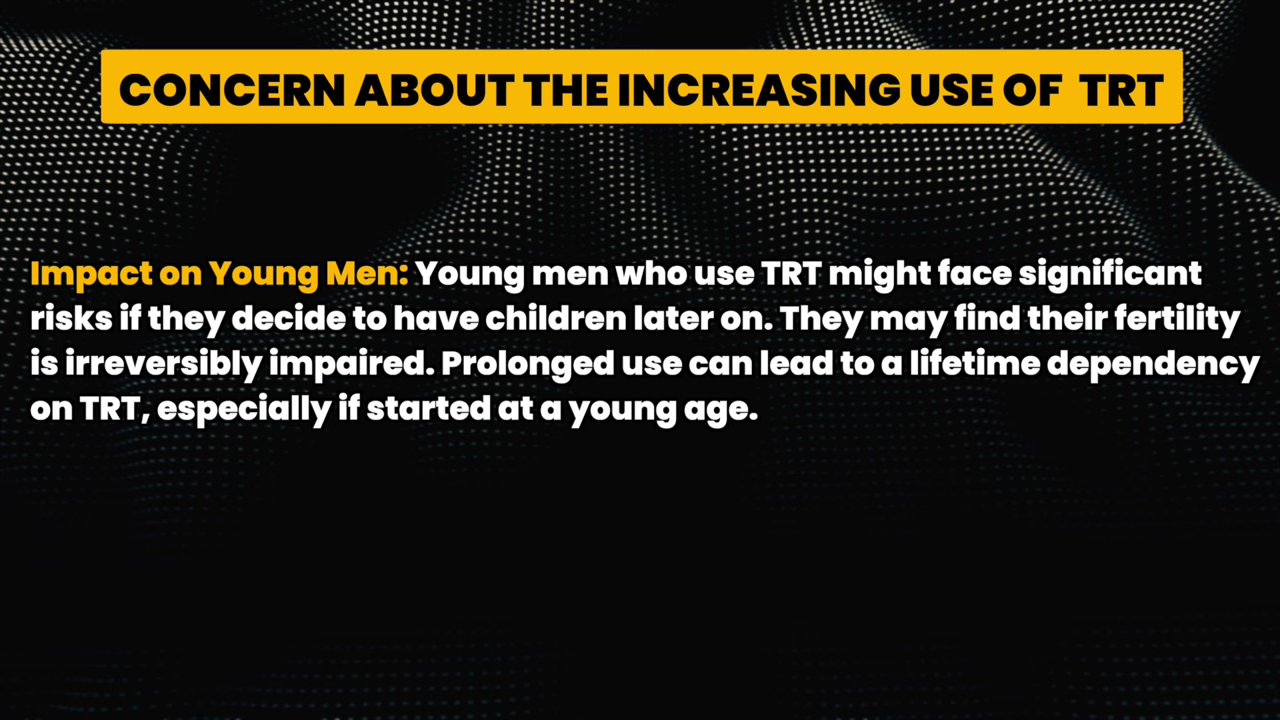 CONCERN ABOUT THE INCREASING USE OF TRT
Impact on Young Men: Young men who use TRT might face significant
risks if they decide to have children later on. They may find their fertility
is irreversibly impaired. Prolonged use can lead to a lifetime dependency
on TRT, especially if started at a young age.